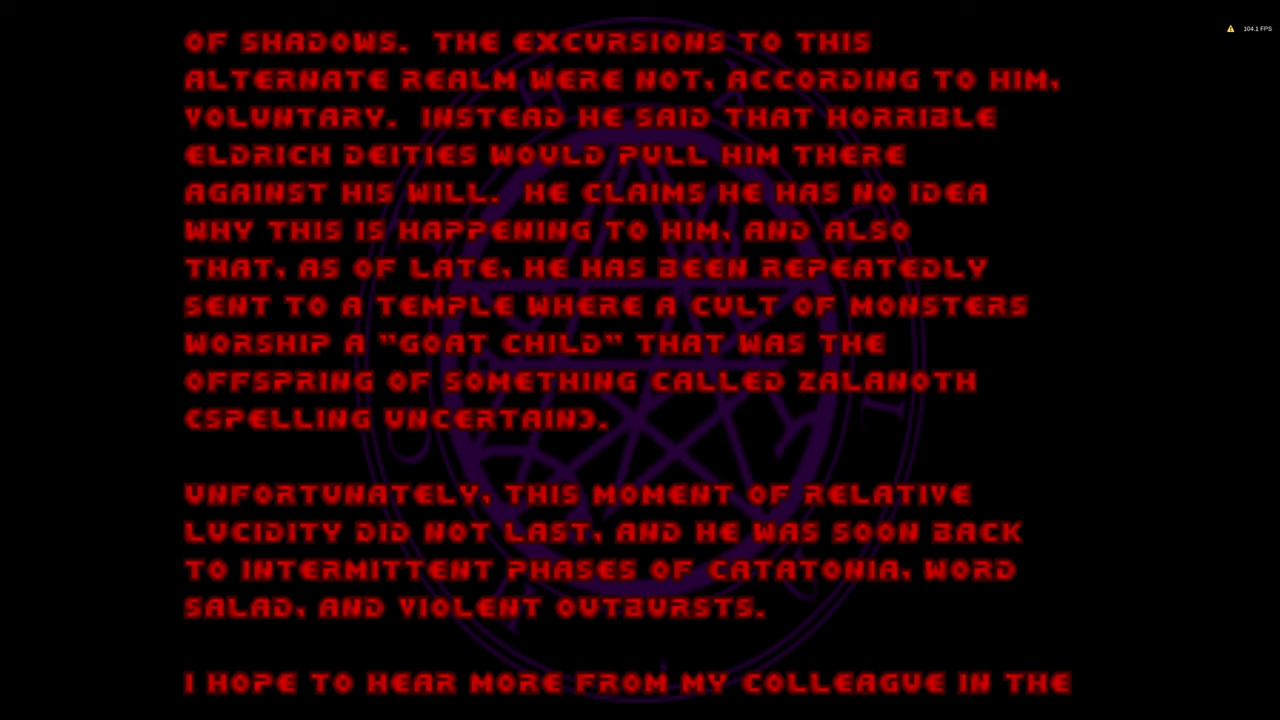 OF SHADOWS.  THE EXCURSIONS TO THIS
ALTERNATE REALM WERE NOT, ACCORDING TO HIM,
VOLUNTARY.  INSTEAD HE SAID THAT HORRIBLE
ELDRICH DEITIES WOULD PULL HIM THERE
AGAINST HIS WILL.  HE CLAIMS HE HAS NO IDEA
WHY THIS IS HAPPENING TO HIM, AND ALSO
THAT, AS OF LATE, HE HAS BEEN REPEATEDLY
SENT TO A TEMPLE WHERE A CULT OF MONSTERS
WORSHIP A "GOAT CHILD" THAT WAS THE
OFFSPRING OF SOMETHING CALLED ZALANOTH
(SPELLING UNCERTAIN).

UNFORTUNATELY, THIS MOMENT OF RELATIVE
LUCIDITY DID NOT LAST, AND HE WAS SOON BACK
TO INTERMITTENT PHASES OF CATATONIA, WORD
SALAD, AND VIOLENT OUTBURSTS.

I HOPE TO HEAR MORE FROM MY COLLEAGUE IN THE
104.1 FPS